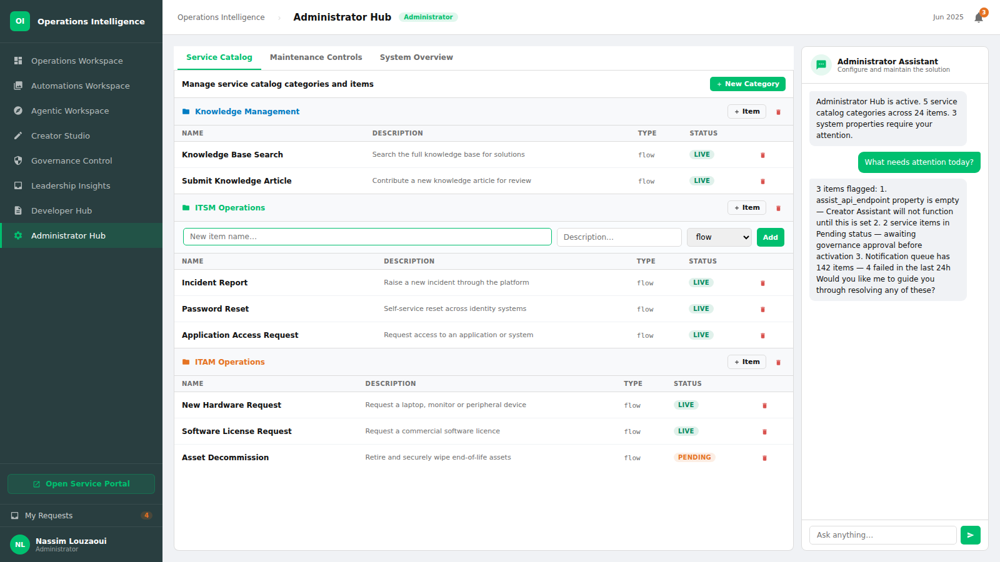 OI Operations Intelligence
Operations Workspace
Automations Workspace
Agentic Workspace
Creator Studio
Governance Control
Leadership Insights
Developer Hub
Administrator Hub
Open Service Portal
My Requests 4
NL Nassim Louzaoui
Administrator
Operations Intelligence › Administrator Hub Administrator
Jun 2025 3
Service Catalog Maintenance Controls System Overview
Manage service catalog categories and items + New Category
Knowledge Management + Item
NAME DESCRIPTION TYPE STATUS
Knowledge Base Search Search the full knowledge base for solutions flow LIVE
Submit Knowledge Article Contribute a new knowledge article for review flow LIVE
ITSM Operations + Item
New item name... Description... flow Add
NAME DESCRIPTION TYPE STATUS
Incident Report Raise a new incident through the platform flow LIVE
Password Reset Self-service reset across identity systems flow LIVE
Application Access Request Request access to an application or system flow LIVE
ITAM Operations + Item
NAME DESCRIPTION TYPE STATUS
New Hardware Request Request a laptop, monitor or peripheral device flow LIVE
Software License Request Request a commercial software licence flow LIVE
Asset Decommission Retire and securely wipe end-of-life assets flow PENDING
Administrator Assistant
Configure and maintain the solution
Administrator Hub is active. 5 service
catalog categories across 24 items. 3
system properties require your
attention.
What needs attention today?
3 items flagged: 1.
assist_api_endpoint property is empty
— Creator Assistant will not function
until this is set 2. 2 service items in
Pending status — awaiting
governance approval before
activation 3. Notification queue has
142 items — 4 failed in the last 24h
Would you like me to guide you
through resolving any of these?
Ask anything...